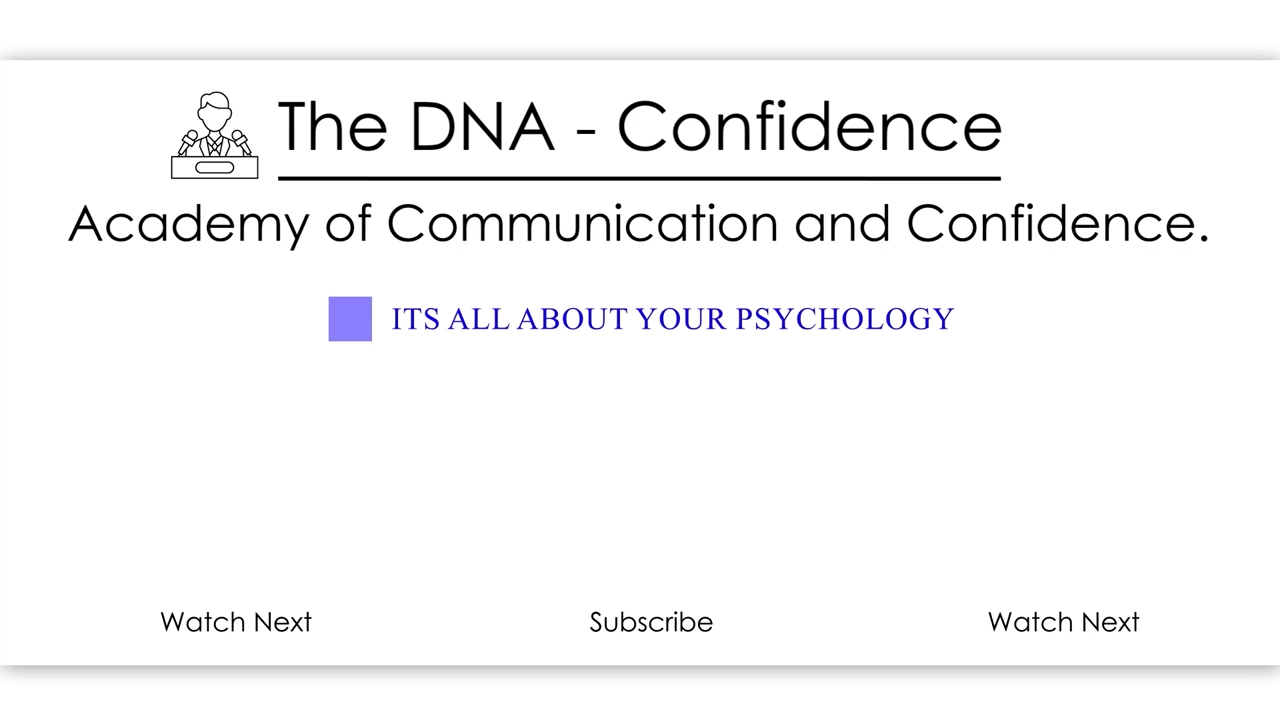 The DNA - Confidence
Academy of Communication and Confidence.
ITS ALL ABOUT YOUR PSYCHOLOGY
Watch Next
Subscribe
Watch Next